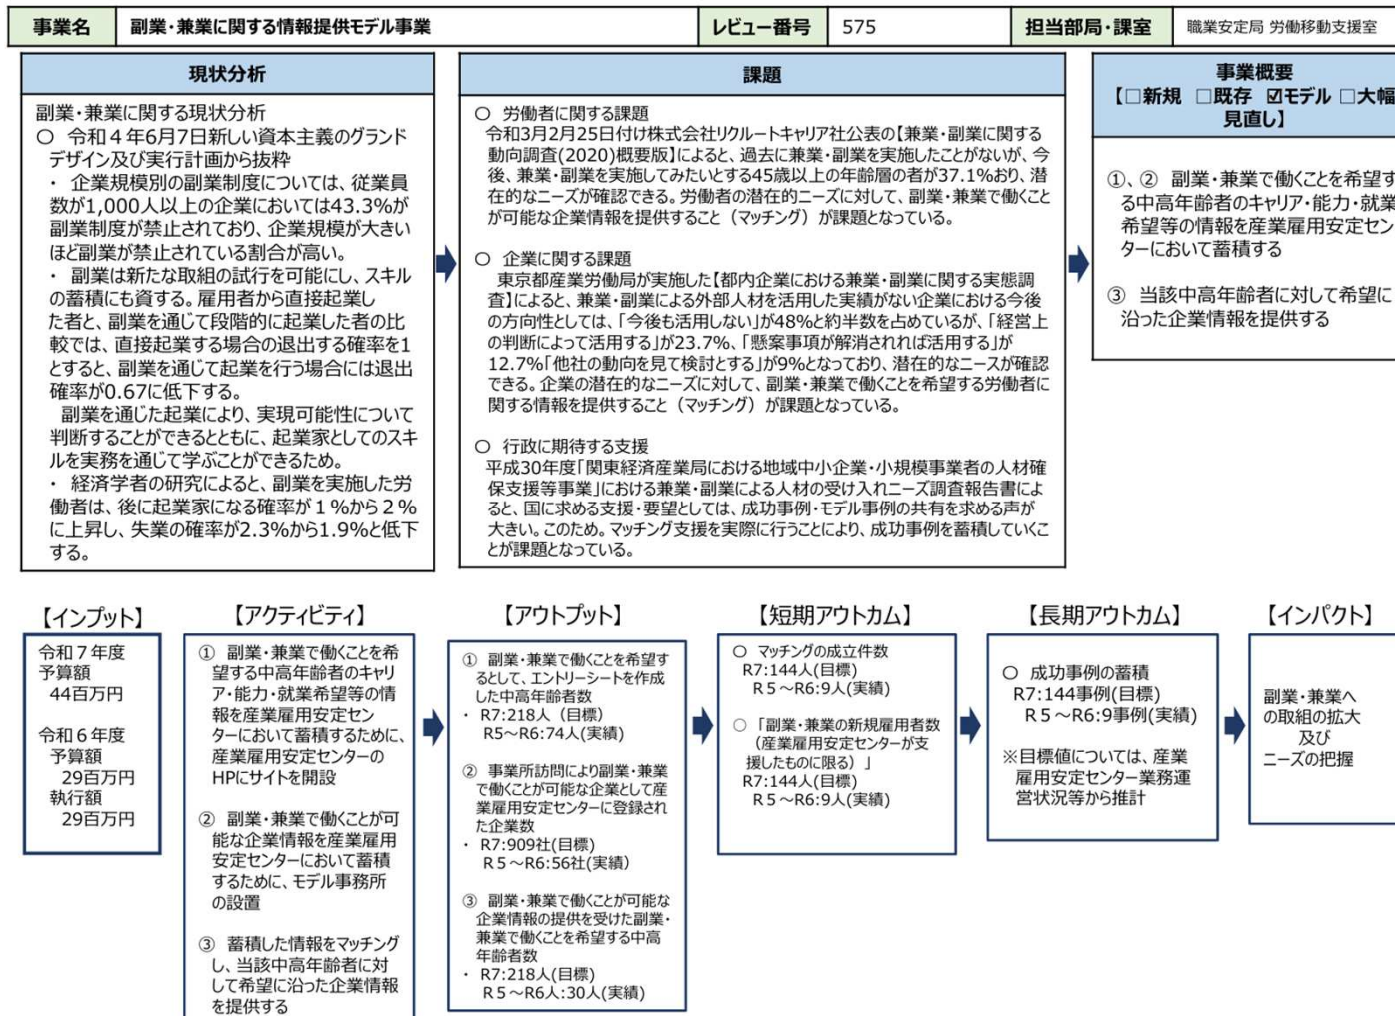 事業名
副業・兼業に関する情報提供モデル事業
レビュー番号
575
担当部局・課室
職業安定局 労働移動支援室
現状分析
副業・兼業に関する現状分析
〇 令和４年6月7日新しい資本主義のグランド
デザイン及び実行計画から抜粋
・ 企業規模別の副業制度については、従業員
数が1,000人以上の企業においては43.3%が
副業制度が禁止されており、企業規模が大きい
ほど副業が禁止されている割合が高い。
・ 副業は新たな取組の試行を可能にし、スキル
の蓄積にも資する。雇用者から直接起業し
た者と、副業を通じて段階的に起業した者の比
較では、直接起業する場合の退出する確率を1
とすると、副業を通じて起業を行う場合には退出
確率が0.67に低下する。
副業を通じた起業により、実現可能性について
判断することができるとともに、起業家としてのスキ
ルを実務を通じて学ぶことができるため。
・ 経済学者の研究によると、副業を実施した労
働者は、後に起業家になる確率が１%から２%
に上昇し、失業の確率が2.3%から1.9%と低下
する。
課題
〇 労働者に関する課題
令和3月2月25日付け株式会社リクルートキャリア社公表の【兼業・副業に関する
動向調査(2020)概要版】によると、過去に兼業・副業を実施したことがないが、今
後、兼業・副業を実施してみたいとする45歳以上の年齢層の者が37.1%おり、潜
在的なニーズが確認できる。労働者の潜在的ニーズに対して、副業・兼業で働くこと
が可能な企業情報を提供すること（マッチング）が課題となっている。
〇 企業に関する課題
東京都産業労働局が実施した【都内企業における兼業・副業に関する実態調
査】によると、兼業・副業による外部人材を活用した実績がない企業における今後
の方向性としては、「今後も活用しない」が48%と約半数を占めているが、「経営上
の判断によって活用する」が23.7%、「懸案事項が解消されれば活用する」が
12.7%「他社の動向を見て検討とする」が9%となっており、潜在的なニースが確認
できる。企業の潜在的なニーズに対して、副業・兼業で働くことを希望する労働者に
関する情報を提供すること（マッチング）が課題となっている。
〇 行政に期待する支援
平成30年度「関東経済産業局における地域中小企業・小規模事業者の人材確
保支援等事業」における兼業・副業による人材の受け入れニーズ調査報告書によ
ると、国に求める支援・要望としては、成功事例・モデル事例の共有を求める声が
大きい。このため。マッチング支援を実際に行うことにより、成功事例を蓄積していくこ
とが課題となっている。
事業概要
【□新規 □既存 ☑モデル □大幅
見直し】
①、② 副業・兼業で働くことを希望す
る中高年齢者のキャリア・能力・就業
希望等の情報を産業雇用安定セン
ターにおいて蓄積する
③ 当該中高年齢者に対して希望に
沿った企業情報を提供する
【インプット】
令和７年度
予算額
44百万円
令和６年度
予算額
29百万円
執行額
29百万円
【アクティビティ】
① 副業・兼業で働くことを希
望する中高年齢者のキャリ
ア・能力・就業希望等の情
報を産業雇用安定セン
ターにおいて蓄積するために、
産業雇用安定センターの
HPにサイトを開設
② 副業・兼業で働くことが可
能な企業情報を産業雇用
安定センターにおいて蓄積
するために、モデル事務所
の設置
③ 蓄積した情報をマッチング
し、当該中高年齢者に対
して希望に沿った企業情報
を提供する
【アウトプット】
① 副業・兼業で働くことを希望す
るとして、エントリーシートを作成
した中高年齢者数
・ R7:218人（目標）
R5～R6:74人(実績)
② 事業所訪問により副業・兼業
で働くことが可能な企業として産
業雇用安定センターに登録され
た企業数
・ R7:909社(目標)
Ｒ５～R6:56社(実績）
③ 副業・兼業で働くことが可能な
企業情報の提供を受けた副業・
兼業で働くことを希望する中高
年齢者数
・ R7:218人(目標)
Ｒ５～R6人:30人(実績)
【短期アウトカム】
〇 マッチングの成立件数
R7:144人(目標)
Ｒ５～R6:9人(実績)
〇 「副業・兼業の新規雇用者数
（産業雇用安定センターが支
援したものに限る）」
R7:144人(目標)
Ｒ５～R6:9人(実績)
【長期アウトカム】
〇 成功事例の蓄積
R7:144事例(目標)
Ｒ５～R6:9事例(実績)
※目標値については、産業
雇用安定センター業務運
営状況等から推計
【インパクト】
副業・兼業へ
の取組の拡大
及び
ニーズの把握